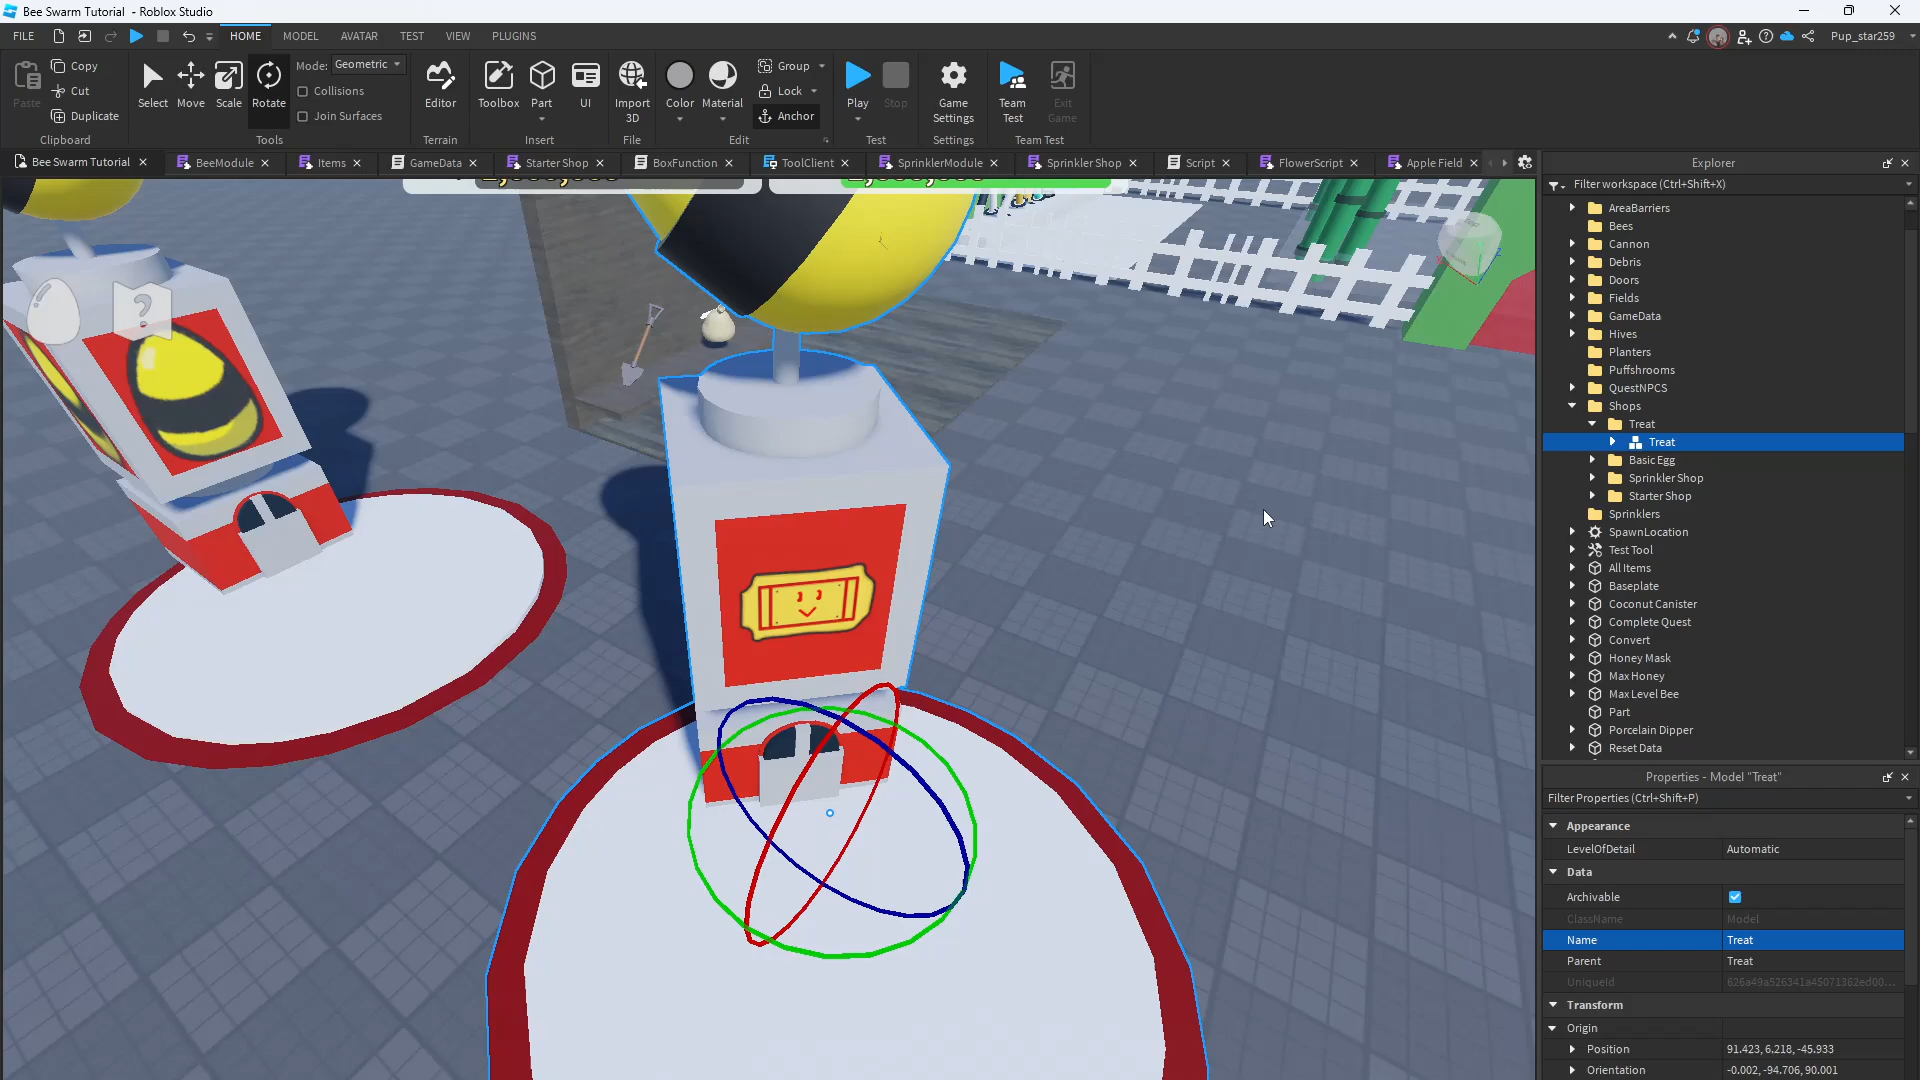 Bee Swarm Tutorial - Roblox Studio
FILE
HOME
MODEL
AVATAR
TEST
VIEW
PLUGINS
Pup_star259
Paste
Copy
Cut
Duplicate
Clipboard
Select
Move
Scale
Rotate
Mode:
Geometric
Collisions
Join Surfaces
Tools
Editor
Terrain
Toolbox
Part
UI
Insert
Import
3D
File
Color
Material
Group
Lock
Anchor
Edit
Play
Stop
Test
Game
Settings
Settings
Team
Test
Exit
Game
Team Test
Bee Swarm Tutorial
BeeModule
Items
GameData
Starter Shop
BoxFunction
ToolClient
SprinklerModule
Sprinkler Shop
Script
FlowerScript
Apple Field
?
Explorer
Filter workspace (Ctrl+Shift+X)
AreaBarriers
Bees
Cannon
Debris
Doors
Fields
GameData
Hives
Planters
Puffshrooms
QuestNPCS
Shops
Treat
Treat
Basic Egg
Sprinkler Shop
Starter Shop
Sprinklers
SpawnLocation
Test Tool
All Items
Baseplate
Coconut Canister
Complete Quest
Convert
Honey Mask
Max Honey
Max Level Bee
Part
Porcelain Dipper
Reset Data
Properties - Model "Treat"
Filter Properties (Ctrl+Shift+P)
Appearance
LevelOfDetail Automatic
Data
Archivable
ClassName Model
Name Treat
Parent Treat
UniqueId 626a49a526341a45071362ed00...
Transform
Origin
Position 91.423, 6.218, -45.933
Orientation -0.002, -94.706, 90.001